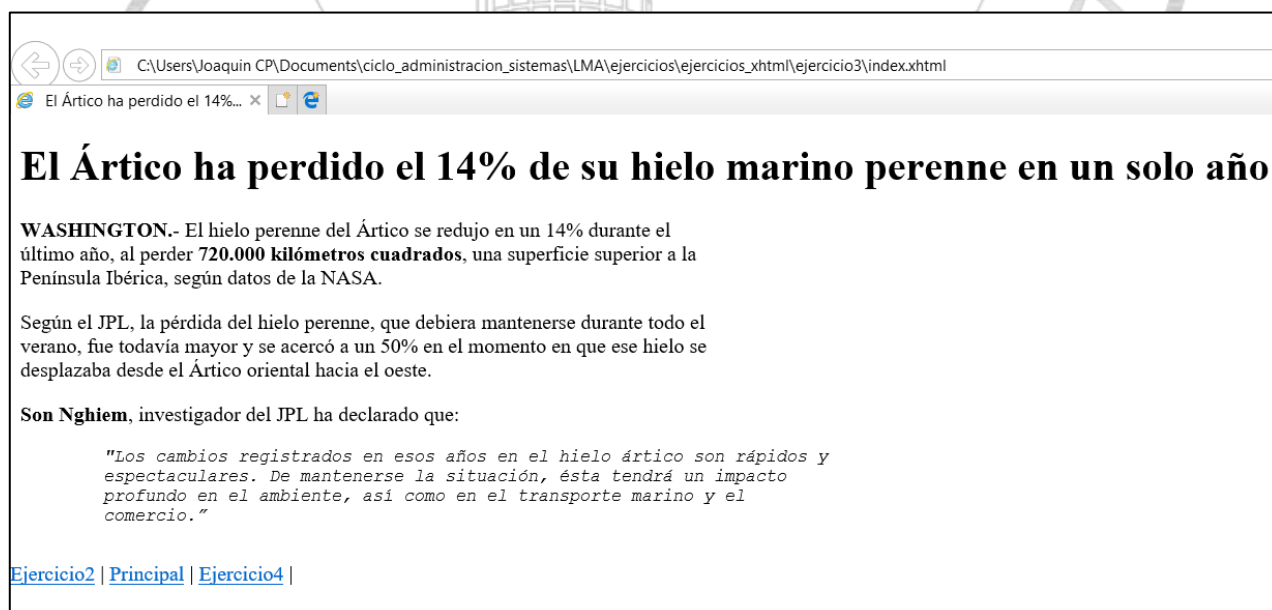 C:\Users\Joaquin CP\Documents\ciclo_administracion_sistemas\LMA\ejercicios\ejercicios_xhtml\ejercicio3\index.xhtml
El Ártico ha perdido el 14%...
El Ártico ha perdido el 14% de su hielo marino perenne en un solo año
WASHINGTON.- El hielo perenne del Ártico se redujo en un 14% durante el
último año, al perder 720.000 kilómetros cuadrados, una superficie superior a la
Península Ibérica, según datos de la NASA.
Según el JPL, la pérdida del hielo perenne, que debiera mantenerse durante todo el
verano, fue todavía mayor y se acercó a un 50% en el momento en que ese hielo se
desplazaba desde el Ártico oriental hacia el oeste.
Son Nghiem, investigador del JPL ha declarado que:
"Los cambios registrados en esos años en el hielo ártico son rápidos y
espectaculares. De mantenerse la situación, ésta tendrá un impacto
profundo en el ambiente, así como en el transporte marino y el
comercio."
Ejercicio2 | Principal | Ejercicio4 |